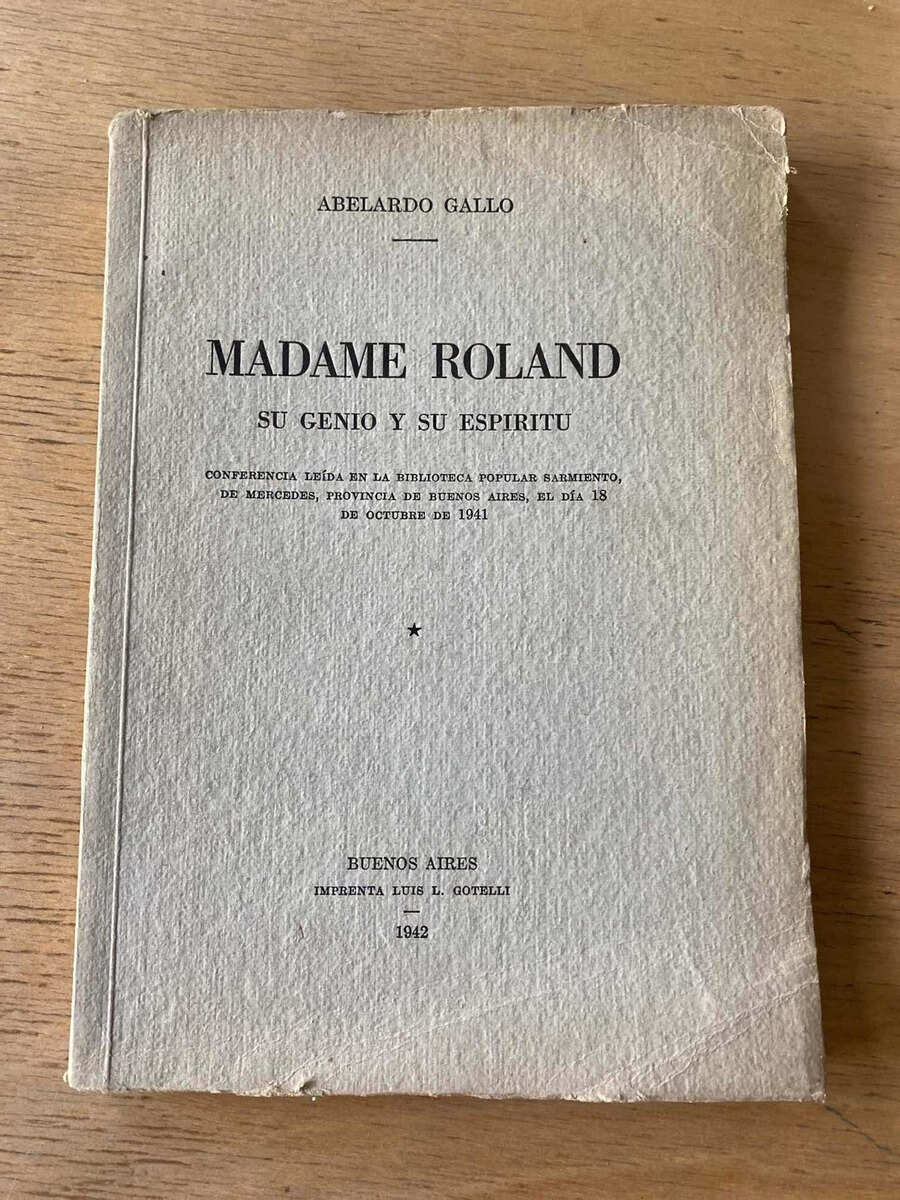 ABELARDO GALLO
MADAME ROLAND
SU GENIO Y SU ESPIRITU
CONFERENCIA LEÍDA EN LA BIBLIOTECA POPULAR SARMIENTO,
DE MERCEDES, PROVINCIA DE BUENOS AIRES, EL DÍA 18
DE OCTUBRE DE 1941
BUENOS AIRES
IMPRENTA LUIS L. GOTELLI
1942